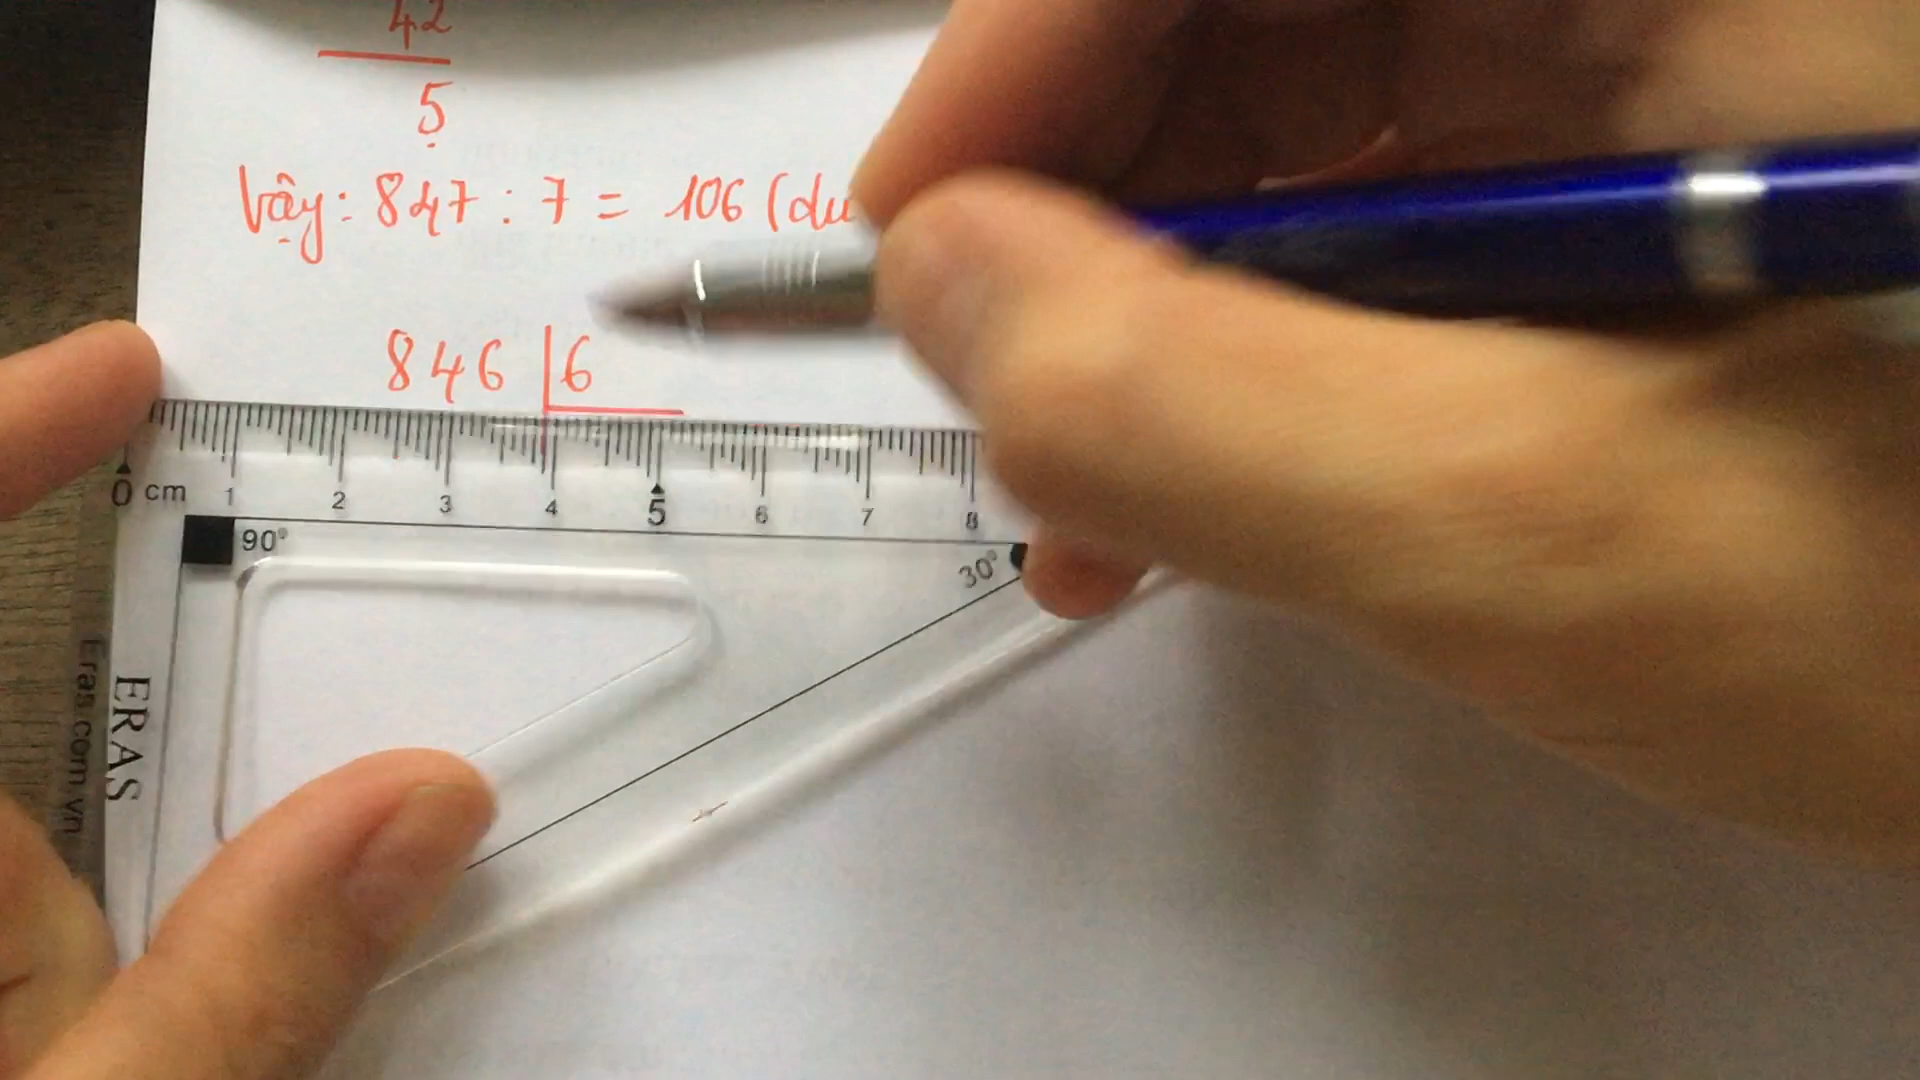 42
5
Vậy: 847 : 7 = 106 (dư
846 6
0 cm 1 2 3 4 5 6 7 8
90°
30°
ERAS
Eras.com.vn